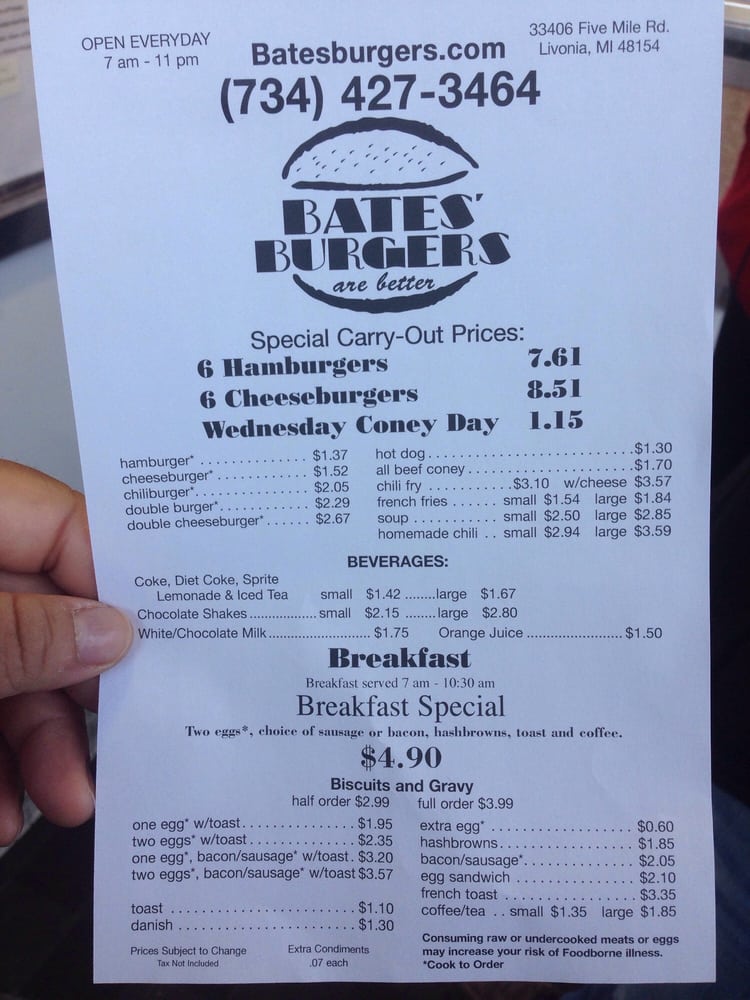 OPEN EVERYDAY
7 am - 11 pm
Batesburgers.com
33406 Five Mile Rd.
Livonia, MI 48154
(734) 427-3464
BATES'
BURGERS
are better
Special Carry-Out Prices:
6 Hamburgers 7.61
6 Cheeseburgers 8.51
Wednesday Coney Day 1.15
hamburger* . . . . . . . . . . . . . $1.37
cheeseburger* . . . . . . . . . . . $1.52
chiliburger* . . . . . . . . . . . . . $2.05
double burger* . . . . . . . . . . $2.29
double cheeseburger* . . . . . . $2.67
hot dog . . . . . . . . . . . . . . . . . . . . . . . . . $1.30
all beef coney . . . . . . . . . . . . . . . . . . . . $1.70
chili fry . . . . . . . . . . . $3.10 w/cheese $3.57
french fries . . . . . . small $1.54 large $1.84
soup . . . . . . . . . . . small $2.50 large $2.85
homemade chili . . small $2.94 large $3.59
BEVERAGES:
Coke, Diet Coke, Sprite
Lemonade & Iced Tea small $1.42 ........large $1.67
Chocolate Shakes .................. small $2.15 ........large $2.80
White/Chocolate Milk ........................... $1.75 Orange Juice ......................... $1.50
Breakfast
Breakfast served 7 am - 10:30 am
Breakfast Special
Two eggs*, choice of sausage or bacon, hashbrowns, toast and coffee.
$4.90
Biscuits and Gravy
half order $2.99 full order $3.99
one egg* w/toast . . . . . . . . . . . . . . . $1.95
two eggs* w/toast . . . . . . . . . . . . . . $2.35
one egg*, bacon/sausage* w/toast . $3.20
two eggs*, bacon/sausage* w/toast $3.57
toast . . . . . . . . . . . . . . . . . . . . . . . . $1.10
danish . . . . . . . . . . . . . . . . . . . . . . . $1.30
extra egg* . . . . . . . . . . . . . . . . . . $0.60
hashbrowns . . . . . . . . . . . . . . . . . $1.85
bacon/sausage* . . . . . . . . . . . . . . $2.05
egg sandwich . . . . . . . . . . . . . . . $2.10
french toast . . . . . . . . . . . . . . . . . $3.35
coffee/tea . . small $1.35 large $1.85
Prices Subject to Change
Tax Not Included
Extra Condiments
.07 each
Consuming raw or undercooked meats or eggs
may increase your risk of Foodborne illness.
*Cook to Order